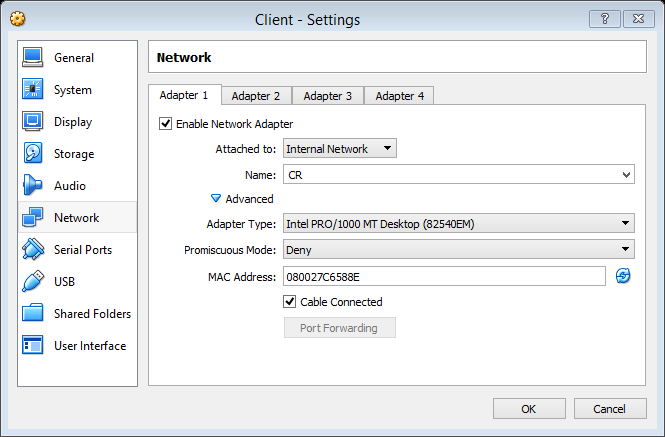 Client - Settings
?
General
System
Display
Storage
Audio
Network
Serial Ports
USB
Shared Folders
User Interface
Network
Adapter 1 Adapter 2 Adapter 3 Adapter 4
Enable Network Adapter
Attached to: Internal Network
Name: CR
Advanced
Adapter Type: Intel PRO/1000 MT Desktop (82540EM)
Promiscuous Mode: Deny
MAC Address: 080027C6588E
Cable Connected
Port Forwarding
OK Cancel